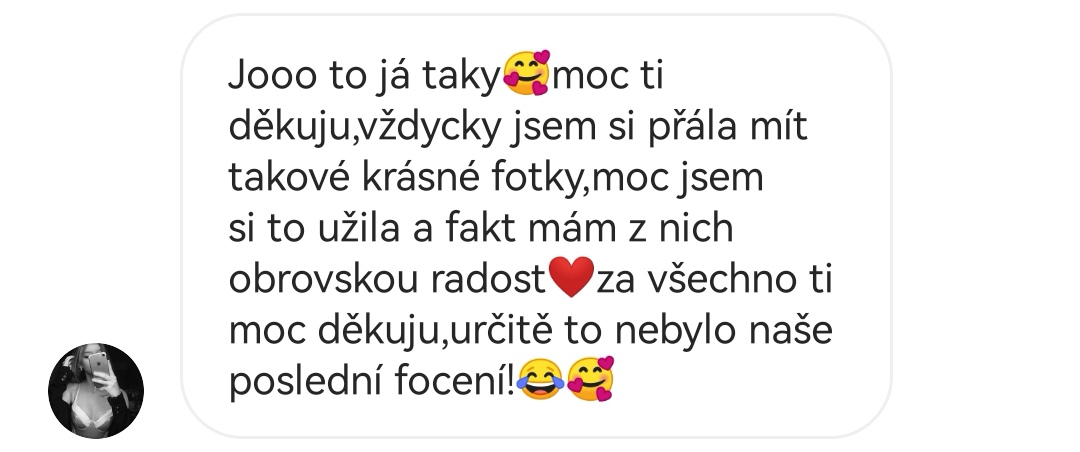 Jooo to já taky🥰moc ti
děkuju,vždycky jsem si přála mít
takové krásné fotky,moc jsem
si to užila a fakt mám z nich
obrovskou radost❤️za všechno ti
moc děkuju,určitě to nebylo naše
poslední focení!😂🥰